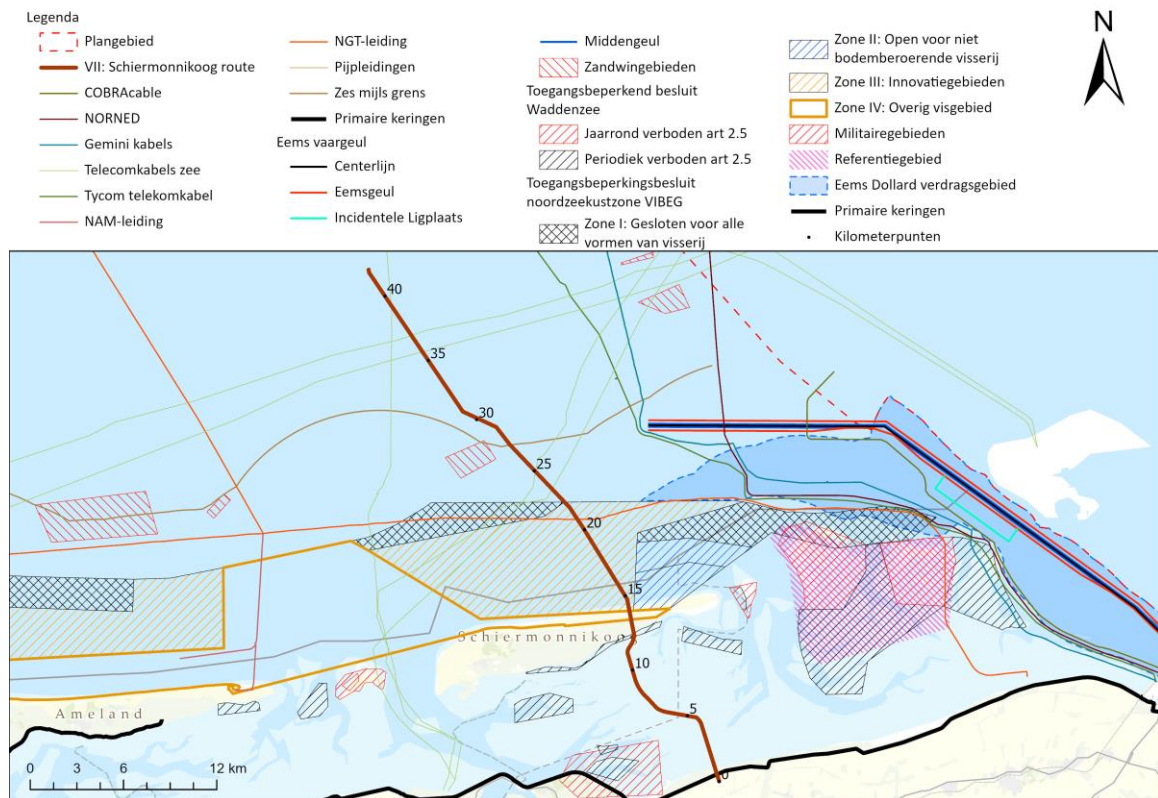 Legenda
Plangebied
VII: Schiermonnikoog route
COBRAcable
NORNED
Gemini kabels
Telecomkabels zee
Tycom telekomkabel
NAM-leiding
NGT-leiding
Pijpleidingen
Zes mijls grens
Primaire keringen
Eems vaargeul
Centerlijn
Eemsgeul
Incidentele Ligplaats
Middengeul
Zandwingebieden
Toegangsbeperkend besluit
Waddenzee
Jaarrond verboden art 2.5
Periodiek verboden art 2.5
Toegangsbeperkingsbesluit
noordzeekustzone VIBEG
Zone I: Gesloten voor alle
vormen van visserij
Zone II: Open voor niet
bodemberoerende visserij
Zone III: Innovatiegebieden
Zone IV: Overig visgebied
Militairegebieden
Referentiegebied
Eems Dollard verdragsgebied
Primaire keringen
Kilometerpunten
N
40
35
30
25
20
15
Schiermonnikoog
10
5
0
Ameland
0 3 6 12 km